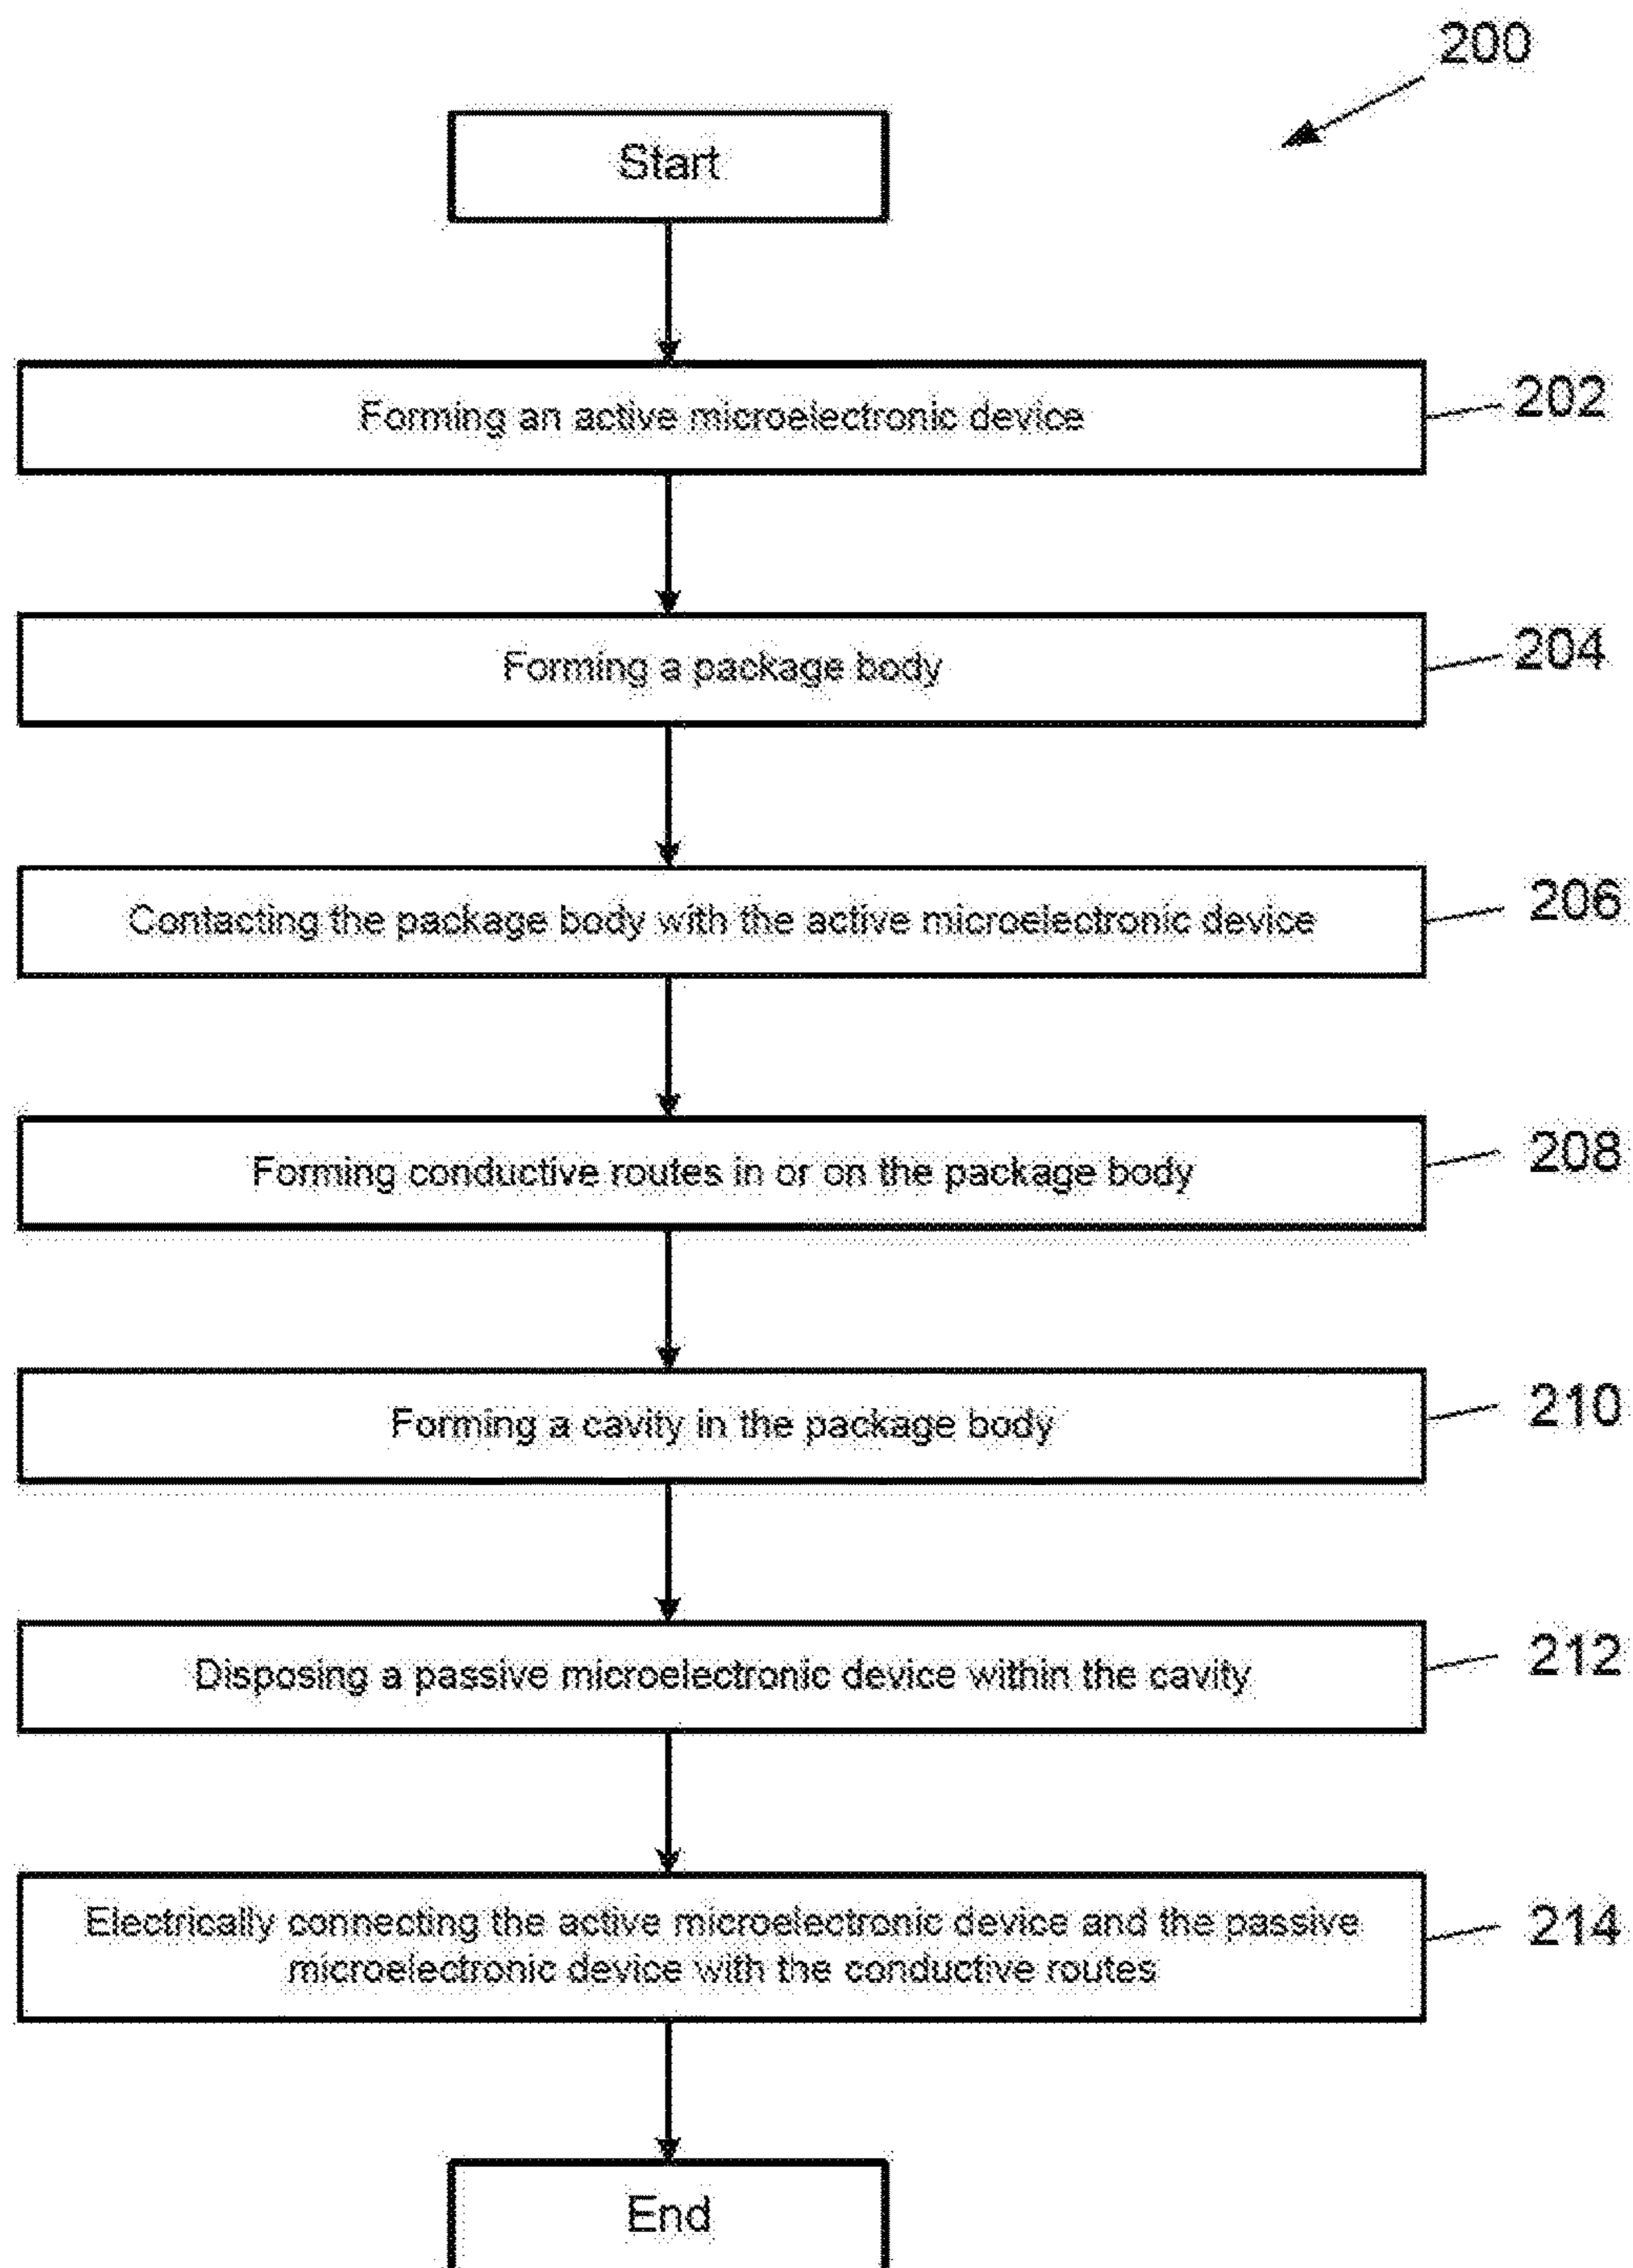 200
Start
Forming an active microelectronic device
202
Forming a package body
204
Contacting the package body with the active microelectronic device
206
Forming conductive routes in or on the package body
208
Forming a cavity in the package body
210
Disposing a passive microelectronic device within the cavity
212
Electrically connecting the active microelectronic device and the passive
microelectronic device with the conductive routes
214
End